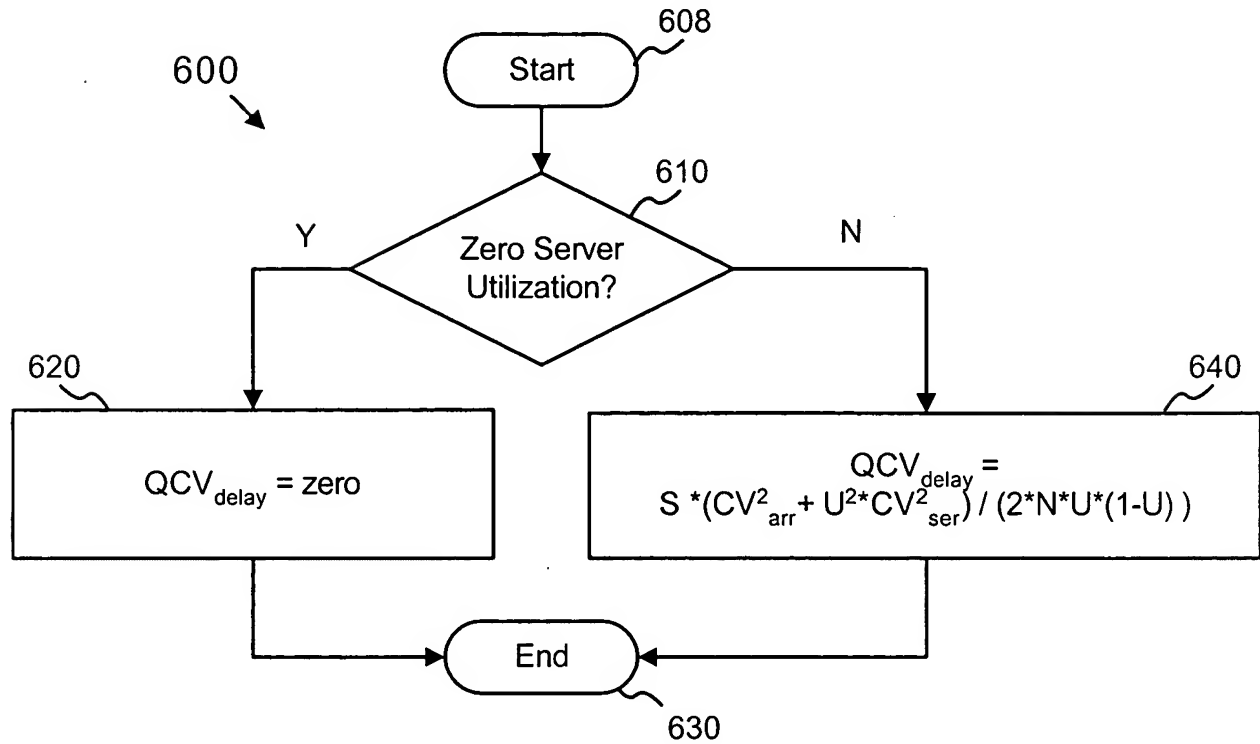 608
Start
600
610
Y
N
Zero Server
Utilization?
620
640
QCV_delay = zero
QCV_delay =
S *(CV²_arr + U²*CV²_ser) / (2*N*U*(1-U) )
End
630